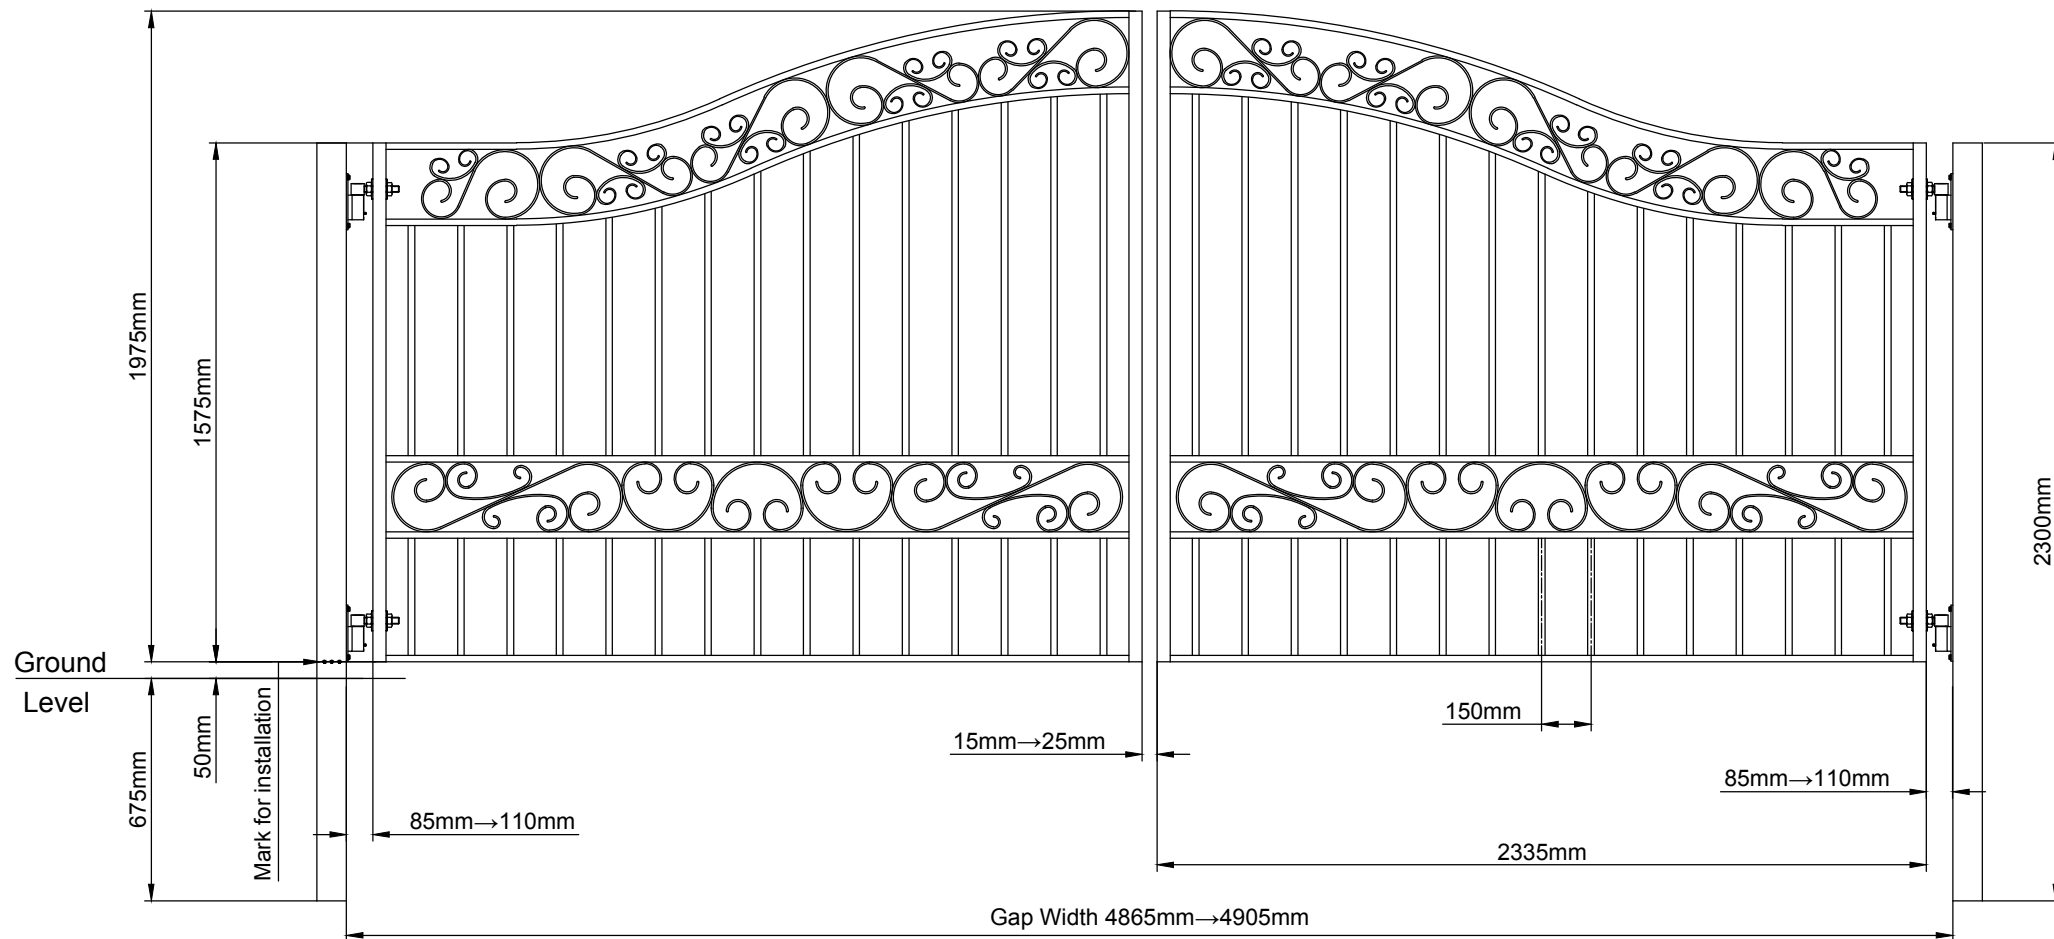 1975mm
1575mm
Ground
Level
50mm
675mm
Mark for installation
85mm→110mm
15mm→25mm
150mm
85mm→110mm
2335mm
2300mm
Gap Width 4865mm→4905mm